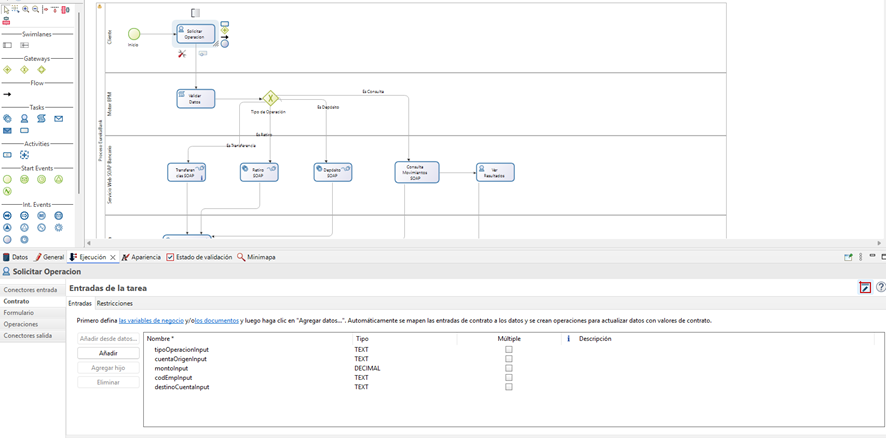 Swimlanes
Gateways
Flow
Tasks
Activities
Start Events
Int. Events
Proceso EurekaBank
Cliente
Inicio
Solicitar
Operacion
Motor BPM
Validar
Datos
Tipo de Operación
Es Consulta
Es Deposito
Es Retiro
Es Transferencia
Servicio Web SOAP Bancario
Transferen
cias SOAP
Retiro
SOAP
Depósito
SOAP
Consulta
Movimientos
SOAP
Ver
Resultados
Datos General Ejecución Apariencia Estado de validación Minimapa
Solicitar Operacion
Conectores entrada
Contrato
Formulario
Operaciones
Conectores salida
Entradas de la tarea
Entradas Restricciones
Primero defina las variables de negocio y/o los documentos y luego haga clic en "Agregar datos...". Automáticamente se mapen las entradas de contrato a los datos y se crean operaciones para actualizar datos con valores de contrato.
Añadir desde datos...
Añadir
Agregar hijo
Eliminar
Nombre * Tipo Múltiple Descripción
tipoOperacionInput TEXT
cuentaOrigenInput TEXT
montoInput DECIMAL
codEmpInput TEXT
destinoCuentaInput TEXT